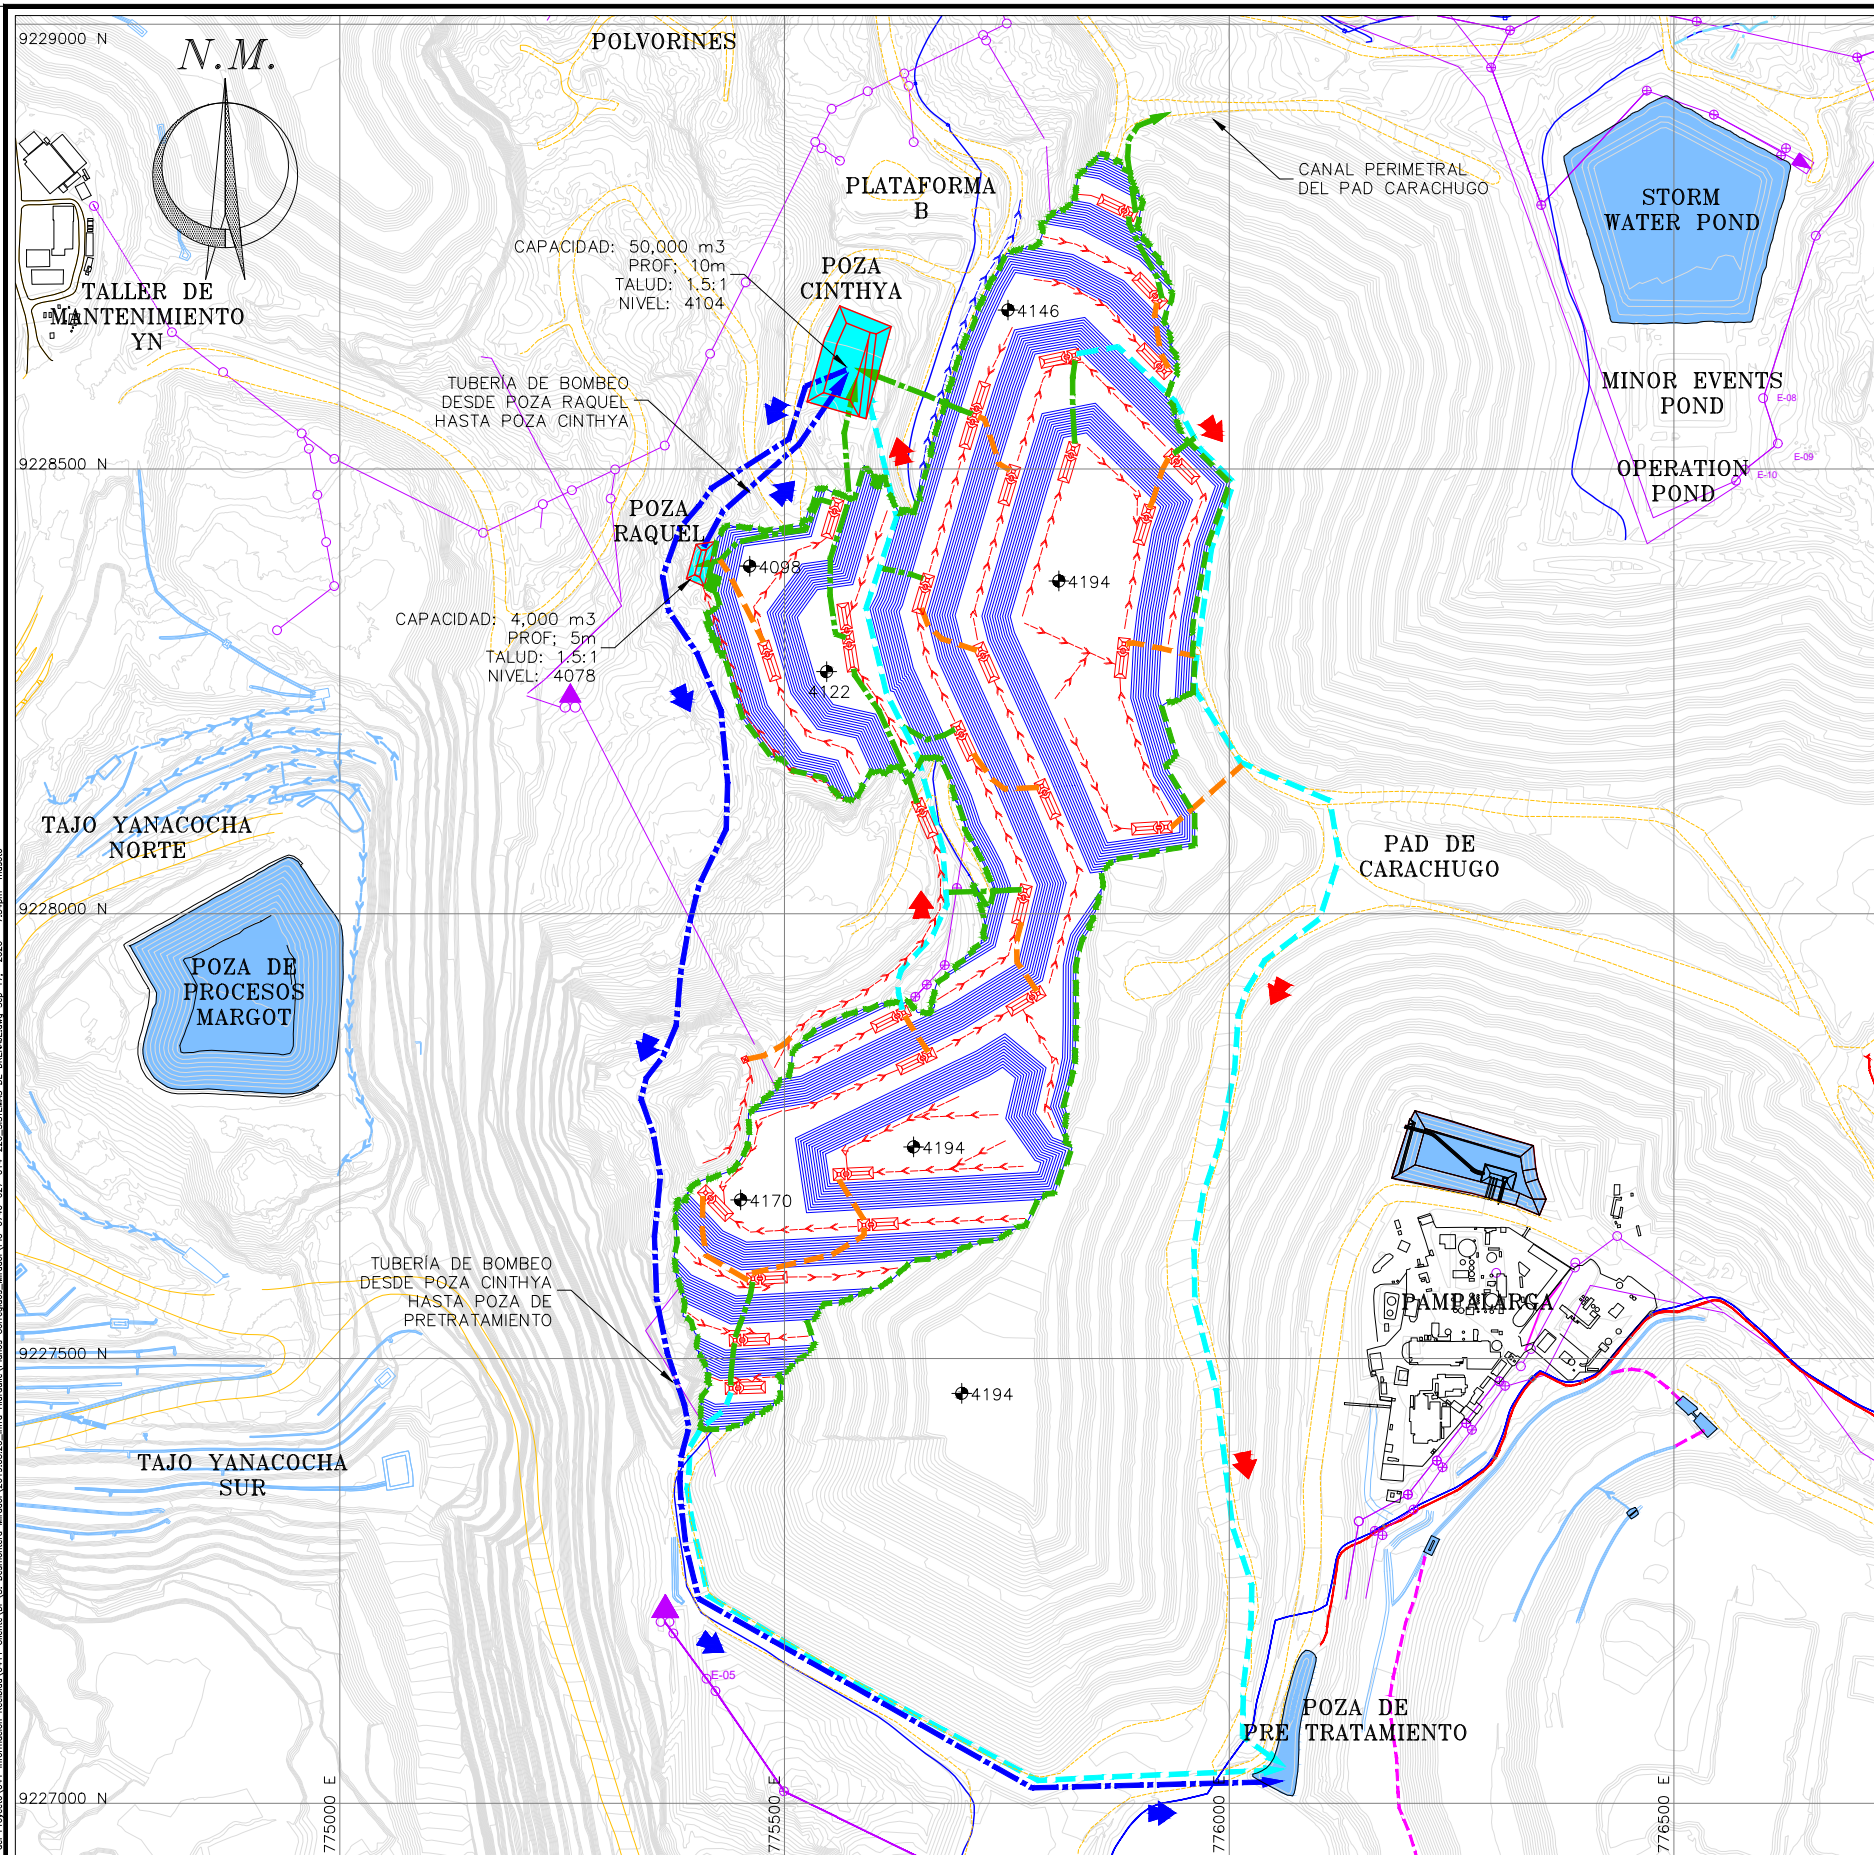 9229000 N
N.M.
POLVORINES
CANAL PERIMETRAL
DEL PAD CARACHUGO
PLATAFORMA
B
STORM
WATER POND
CAPACIDAD: 50,000 m3
PROF; 10m
TALUD: 1.5:1
NIVEL: 4104
POZA
CINTHYA
TALLER DE
MANTENIMIENTO
YN
4146
TUBERÍA DE BOMBEO
DESDE POZA RAQUEL
HASTA POZA CINTHYA
MINOR EVENTS
POND
E-08
E-09
E-10
9228500 N
OPERATION
POND
POZA
RAQUEL
4098
4194
CAPACIDAD: 4,000 m3
PROF; 5m
TALUD: 1.5:1
NIVEL: 4078
4122
TAJO YANACOCHA
NORTE
PAD DE
CARACHUGO
9228000 N
POZA DE
PROCESOS
MARGOT
4194
4170
TUBERÍA DE BOMBEO
DESDE POZA CINTHYA
HASTA POZA DE
PRETRATAMIENTO
PAMPALARGA
9227500 N
4194
TAJO YANACOCHA
SUR
E-05
POZA DE
PRE TRATAMIENTO
9227000 N
775000 E
775500 E
776000 E
776500 E